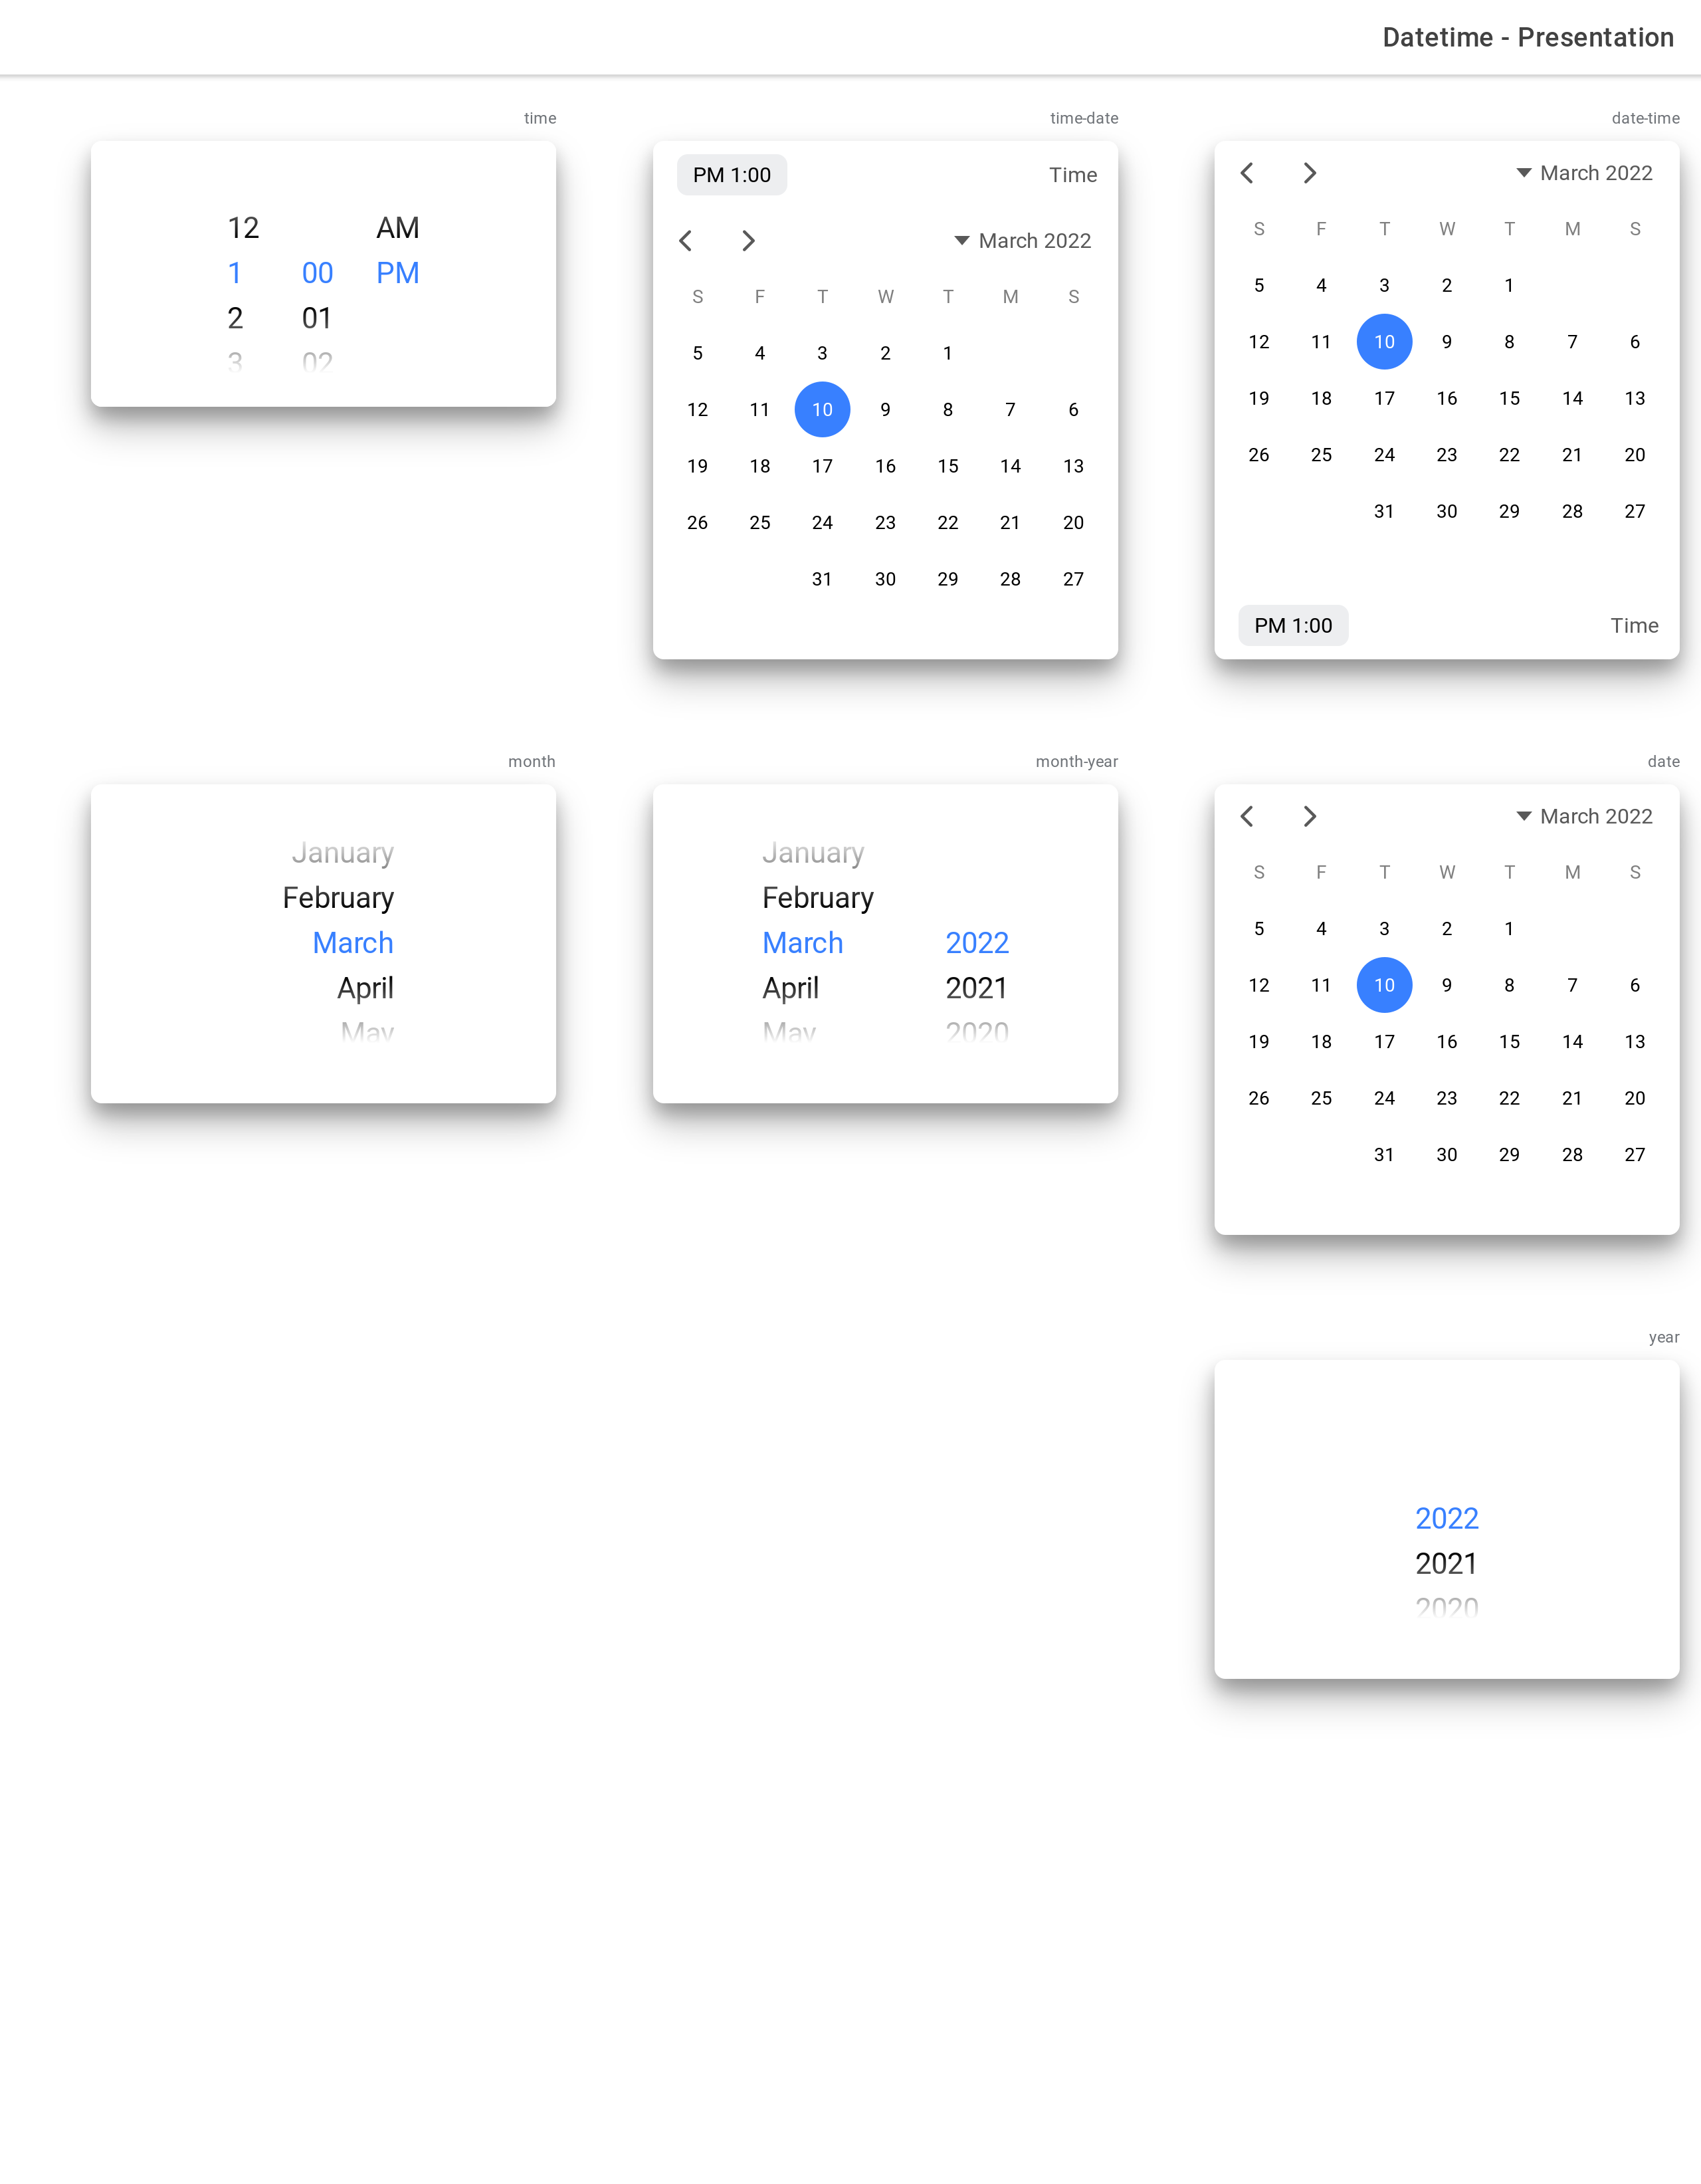 Datetime - Presentation
time
12 AM
1 00 PM
2 01
3 02
time-date
PM 1:00 Time
March 2022
S F T W T M S
5 4 3 2 1
12 11 10 9 8 7 6
19 18 17 16 15 14 13
26 25 24 23 22 21 20
31 30 29 28 27
date-time
March 2022
S F T W T M S
5 4 3 2 1
12 11 10 9 8 7 6
19 18 17 16 15 14 13
26 25 24 23 22 21 20
31 30 29 28 27
PM 1:00 Time
month
January
February
March
April
May
month-year
January
February
March 2022
April 2021
May 2020
date
March 2022
S F T W T M S
5 4 3 2 1
12 11 10 9 8 7 6
19 18 17 16 15 14 13
26 25 24 23 22 21 20
31 30 29 28 27
year
2022
2021
2020